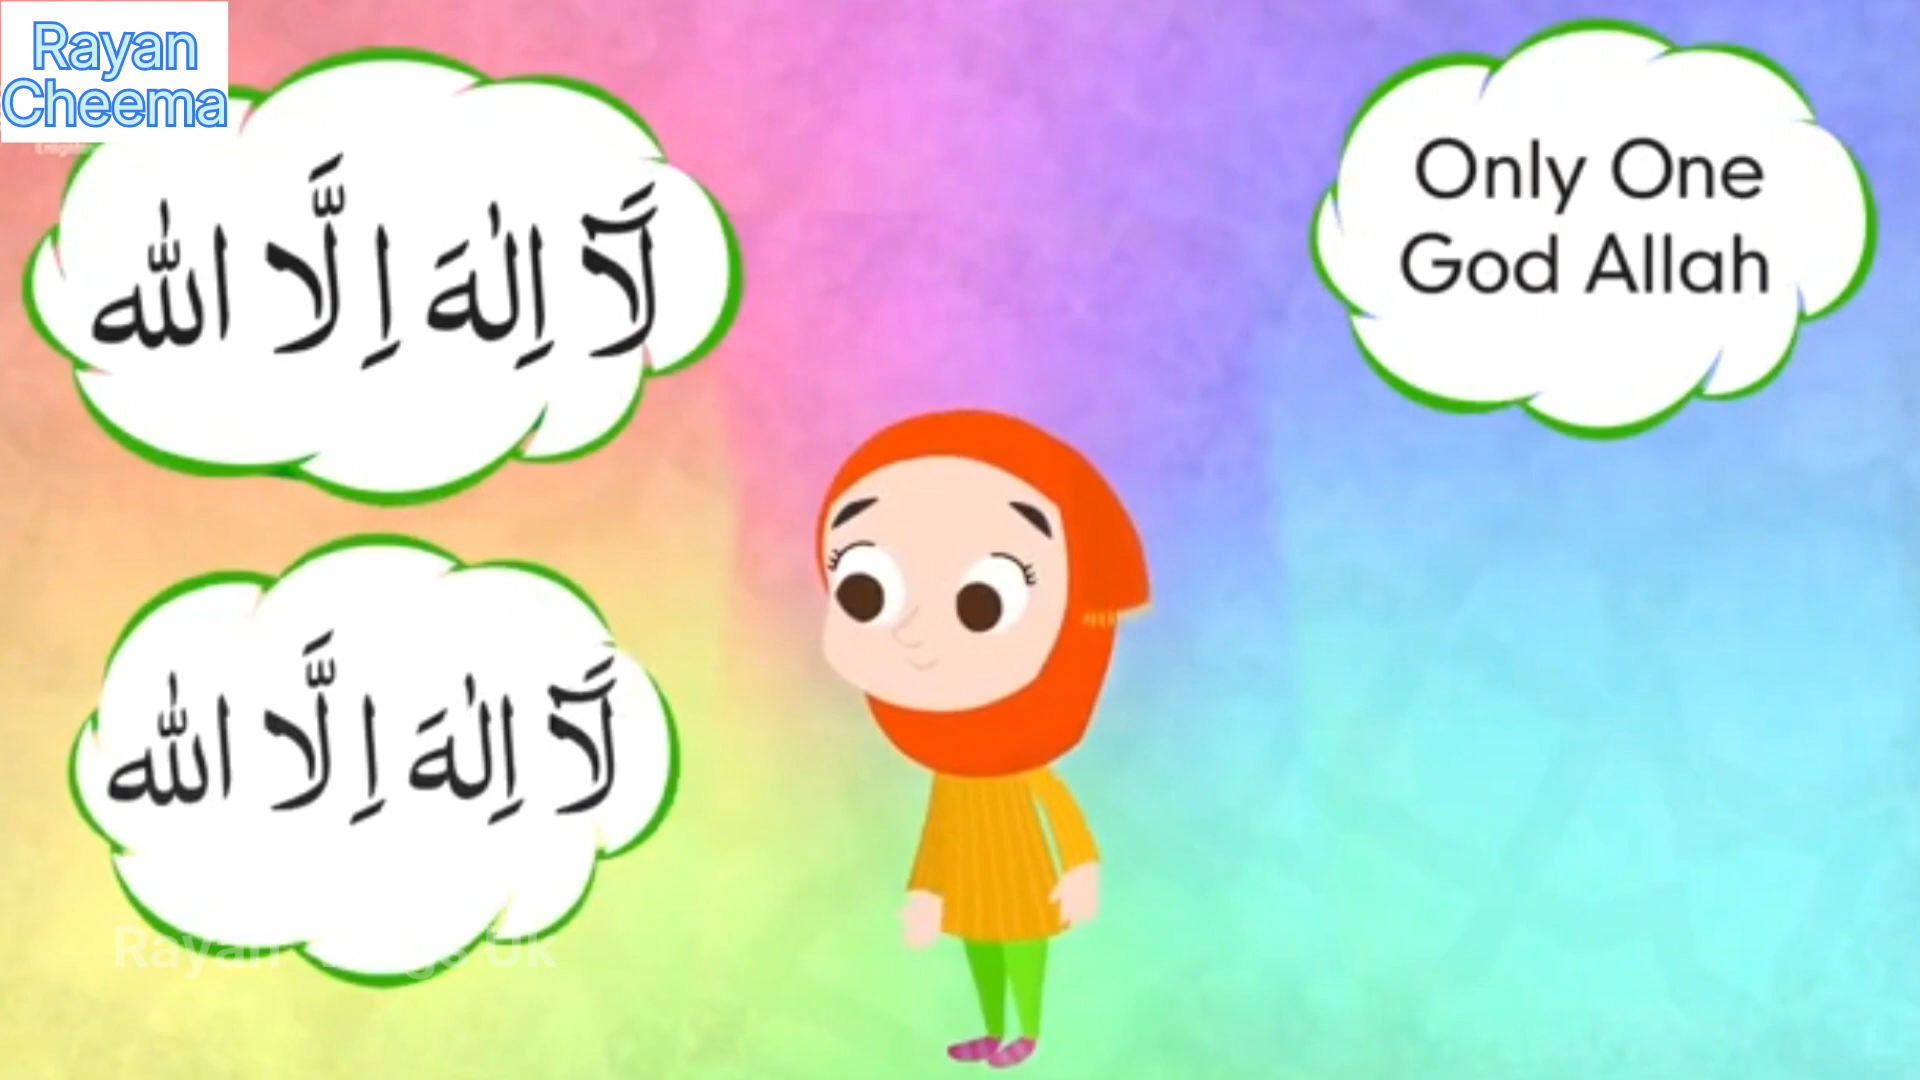 Rayan
Cheema
لَآ اِلٰهَ اِلَّا اللّٰه
Only One
God Allah
لَآ اِلٰهَ اِلَّا اللّٰه